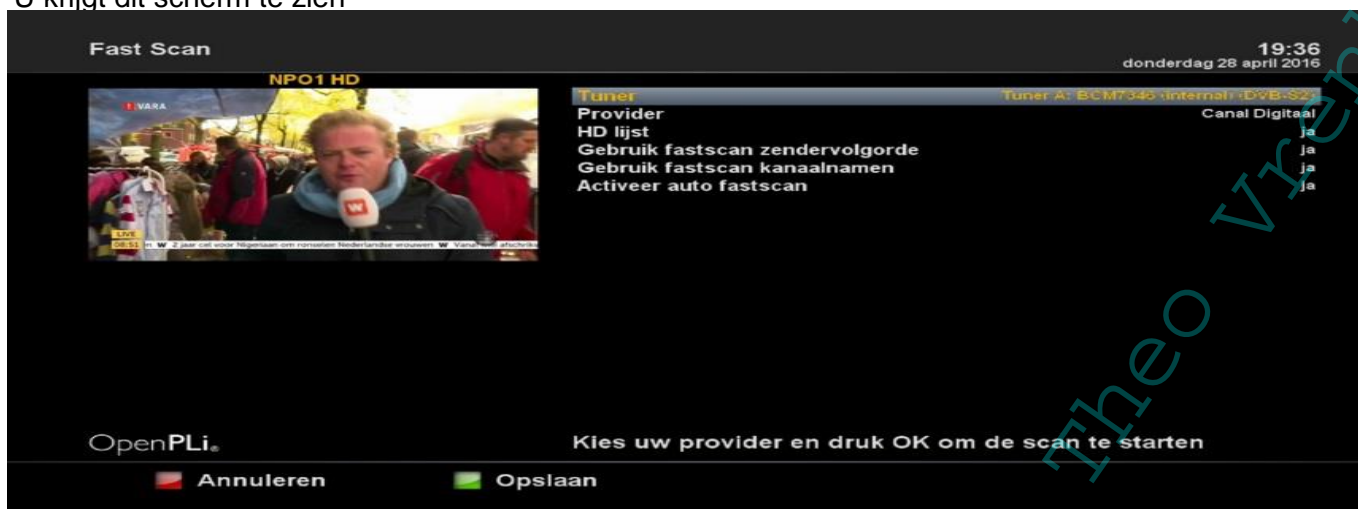 U krijgt dit scherm te zien
Fast Scan
19:36
donderdag 28 april 2016
NPO1 HD
VARA
W
LIVE
08:51 n W 2 jaar cel voor Nigeriaan om ronselen Nederlandse vrouwen W Vanaf afschrik
Tuner Tuner A: BCM7346 (internal) (DVB-S2)
Provider Canal Digitaal
HD lijst ja
Gebruik fastscan zendervolgorde ja
Gebruik fastscan kanaalnamen ja
Activeer auto fastscan ja
OpenPLi®
Kies uw provider en druk OK om de scan te starten
Annuleren Opslaan
Theo